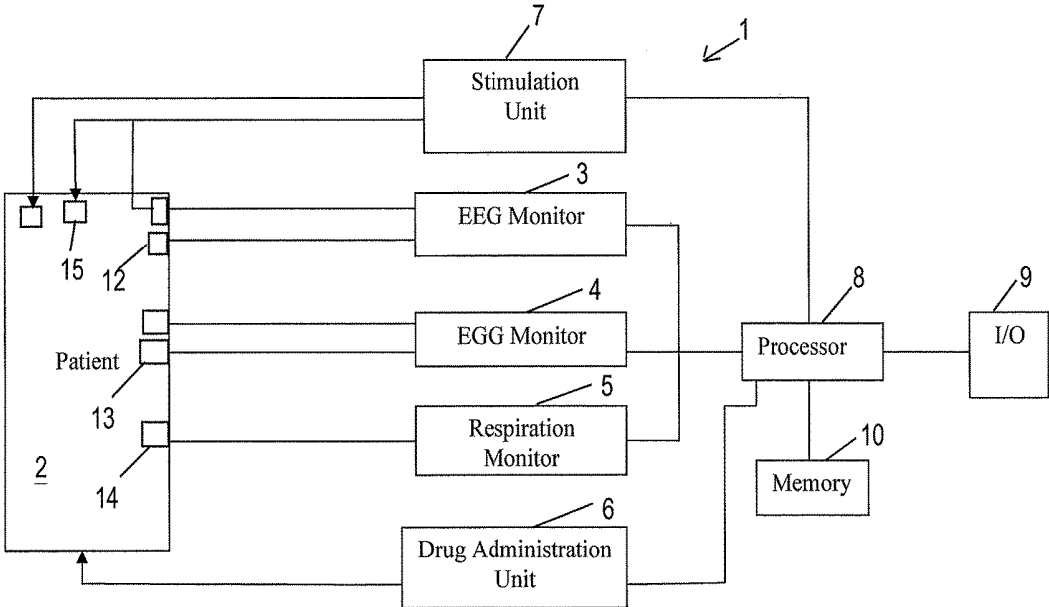 7
1
Stimulation
Unit
3
EEG Monitor
15
12
4
EGG Monitor
8
9
Processor
I/O
Patient
13
5
Respiration
Monitor
10
2
14
Memory
6
Drug Administration
Unit